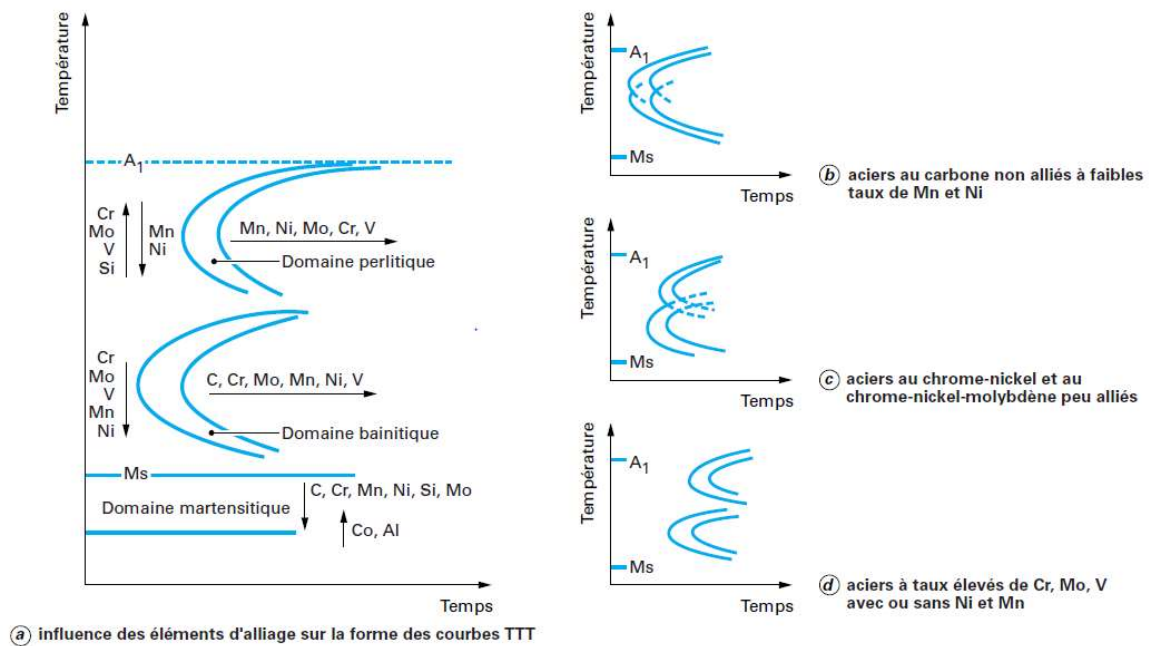 Température
A1
Cr
Mo
V
Si
Mn
Ni
Mn, Ni, Mo, Cr, V
Domaine perlitique
Cr
Mo
V
Mn
Ni
C, Cr, Mo, Mn, Ni, V
Domaine bainitique
Ms
Domaine martensitique
C, Cr, Mn, Ni, Si, Mo
Co, Al
Temps
a influence des éléments d'alliage sur la forme des courbes TTT
Température
A1
Ms
Temps
b aciers au carbone non alliés à faibles
taux de Mn et Ni
Température
A1
Ms
Temps
c aciers au chrome-nickel et au
chrome-nickel-molybdène peu alliés
Température
A1
Ms
Temps
d aciers à taux élevés de Cr, Mo, V
avec ou sans Ni et Mn